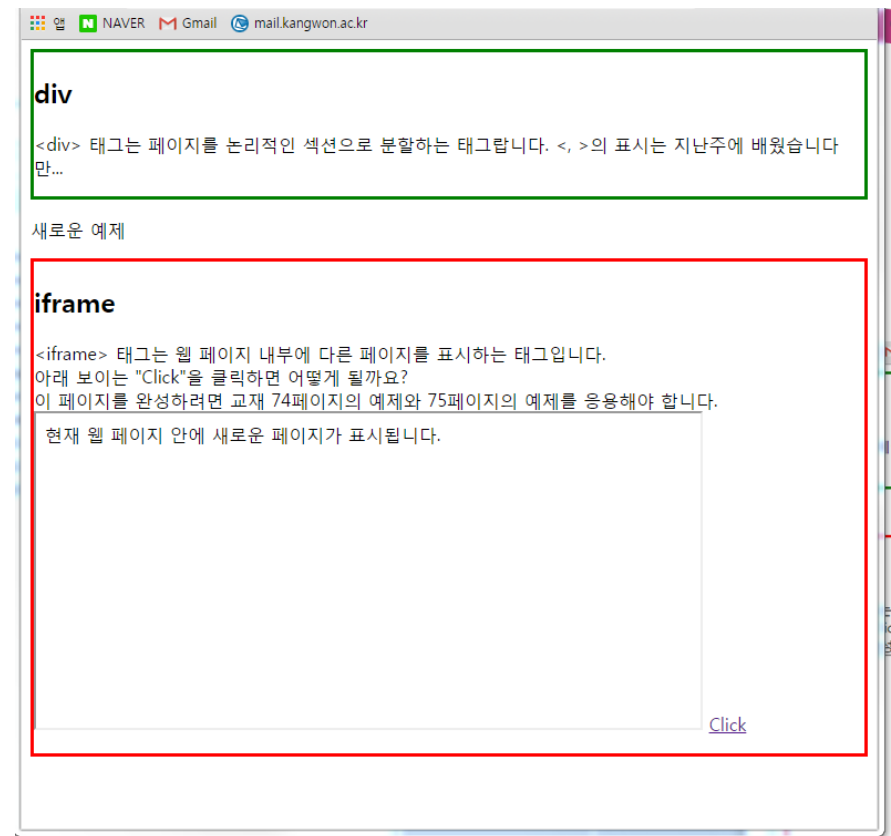 앱 NAVER Gmail mail.kangwon.ac.kr
div
<div> 태그는 페이지를 논리적인 섹션으로 분할하는 태그랍니다. <, >의 표시는 지난주에 배웠습니다
만...
새로운 예제
iframe
<iframe> 태그는 웹 페이지 내부에 다른 페이지를 표시하는 태그입니다.
아래 보이는 "Click"을 클릭하면 어떻게 될까요?
이 페이지를 완성하려면 교재 74페이지의 예제와 75페이지의 예제를 응용해야 합니다.
현재 웹 페이지 안에 새로운 페이지가 표시됩니다.
Click